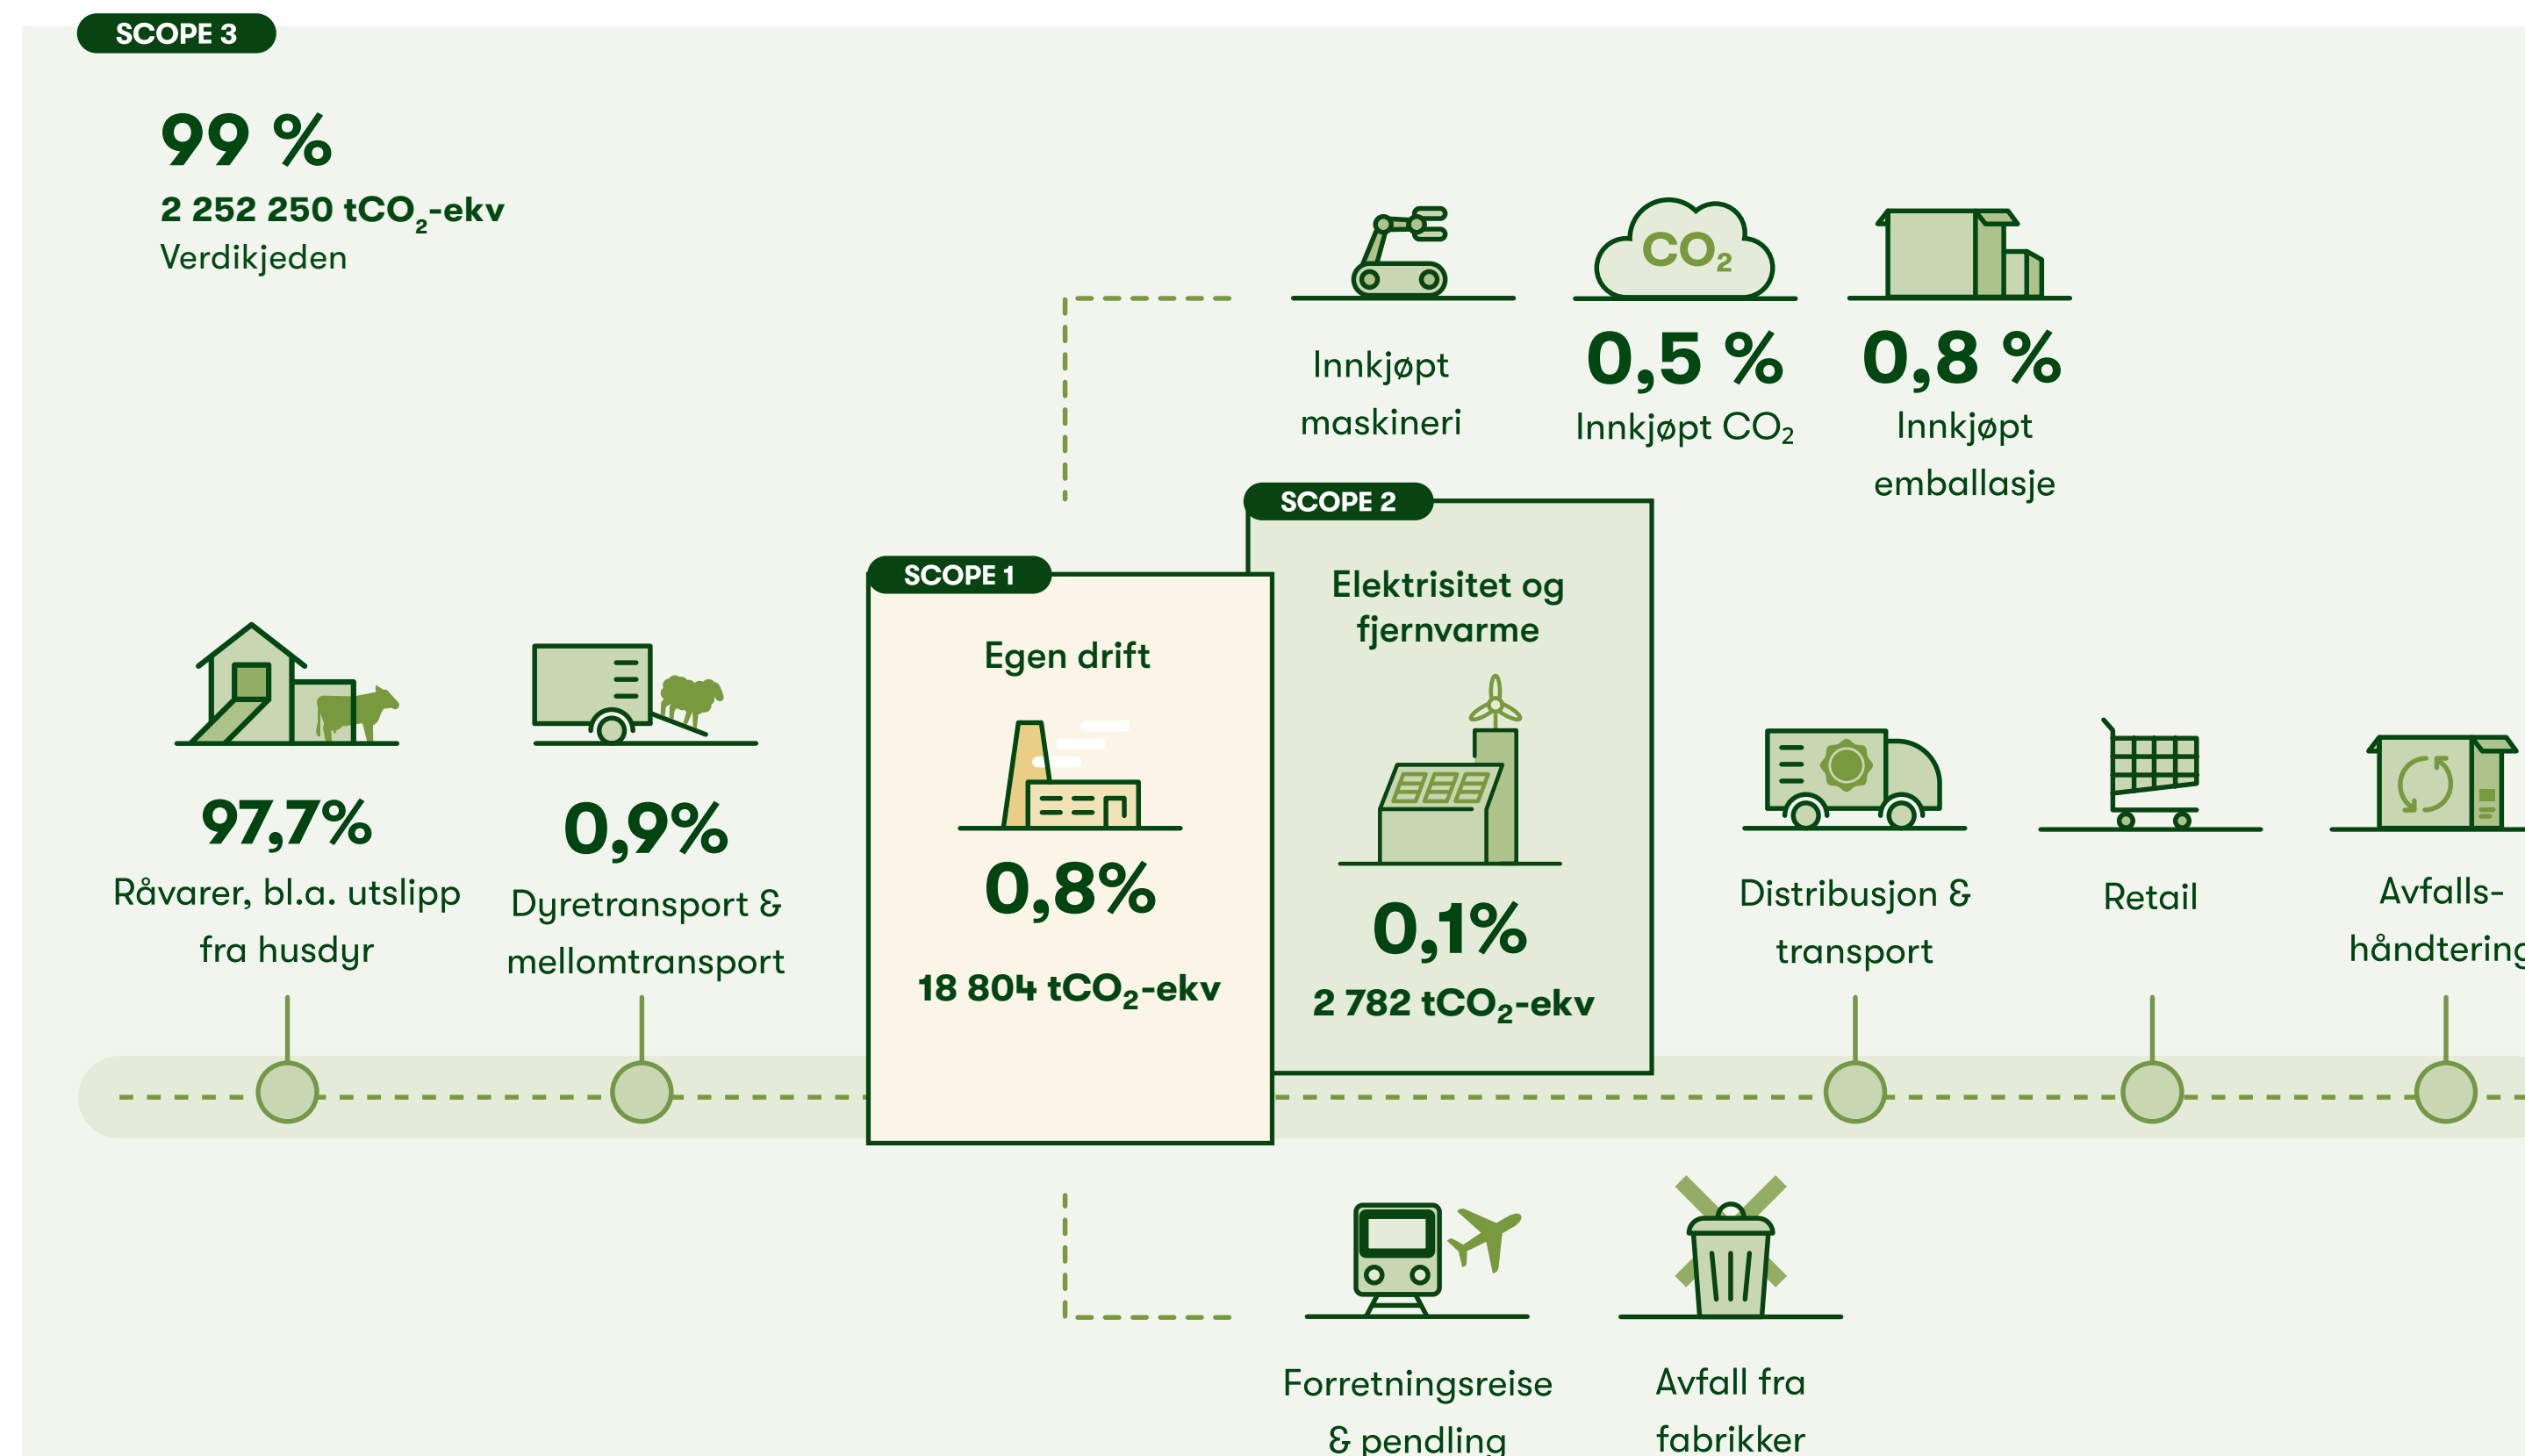 SCOPE 3
99 %
2 252 250 tCO₂-ekv
Verdikjeden
CO₂
Innkjøpt
maskineri
0,5 %
Innkjøpt CO₂
0,8 %
Innkjøpt
emballasje
SCOPE 2
Elektrisitet og
fjernvarme
0,1%
2 782 tCO₂-ekv
SCOPE 1
Egen drift
0,8%
18 804 tCO₂-ekv
97,7%
Råvarer, bl.a. utslipp
fra husdyr
0,9%
Dyretransport &
mellomtransport
Distribusjon &
transport
Retail
Avfalls-
håndtering
Forretningsreise
& pendling
Avfall fra
fabrikker